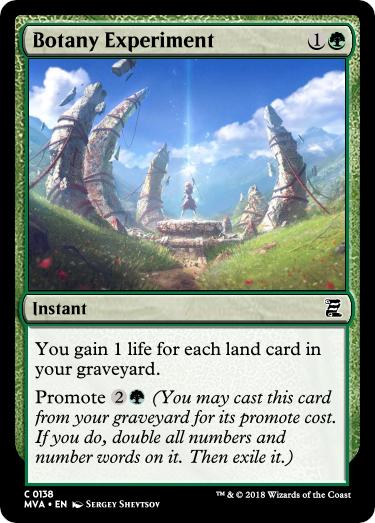 Botany Experiment 1
Instant
You gain 1 life for each land card in
your graveyard.
Promote 2 (You may cast this card
from your graveyard for its promote cost.
If you do, double all numbers and
number words on it. Then exile it.)
C 0138
MVA • EN Sergey Shevtsov
™ & © 2018 Wizards of the Coast